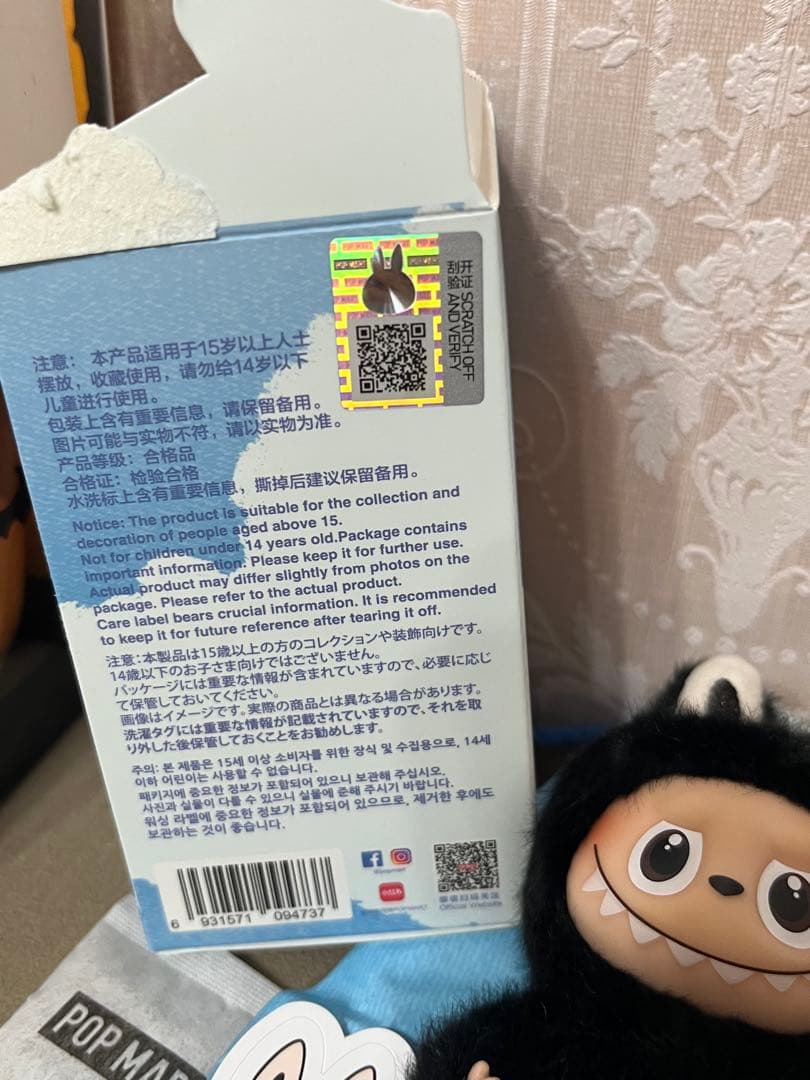 开证 SCRATCH OFF
刮验 AND VERIFY
注意： 本产品适用于15岁以上人士
摆放，收藏使用，请勿给14岁以下
儿童进行使用。
包装上含有重要信息，请保留备用。
图片可能与实物不符，请以实物为准。
产品等级：合格品
合格证：检验合格
水洗标上含有重要信息，撕掉后建议保留备用。
Notice: The product is suitable for the collection and
decoration of people aged above 15.
Not for children under 14 years old.Package contains
important information. Please keep it for further use.
Actual product may differ slightly from photos on the
package. Please refer to the actual product.
Care label bears crucial information. It is recommended
to keep it for future reference after tearing it off.
注意：本製品は15歳以上の方のコレクションや装飾向けです。
14歳以下のお子さま向けではございません。
パッケージには重要な情報が含まれていますので、必要に応じ
て保管しておいてください。
画像はイメージです。実際の商品とは異なる場合があります。
洗濯タグには重要な情報が記載されていますので、それを取
り外した後保管しておくことをお勧めします。
주의: 본 제품은 15세 이상 소비자를 위한 장식 및 수집용으로, 14세
이하 어린이는 사용할 수 없습니다.
패키지에 중요한 정보가 포함되어 있으니 보관해 주십시오.
사진과 실물이 다를 수 있으니 실물에 준해 주시기 바랍니다.
워싱 라벨에 중요한 정보가 포함되어 있으므로, 제거한 후에도
보관하는 것이 좋습니다.
6 931571 094737
小红书
Official Website
POP MAR